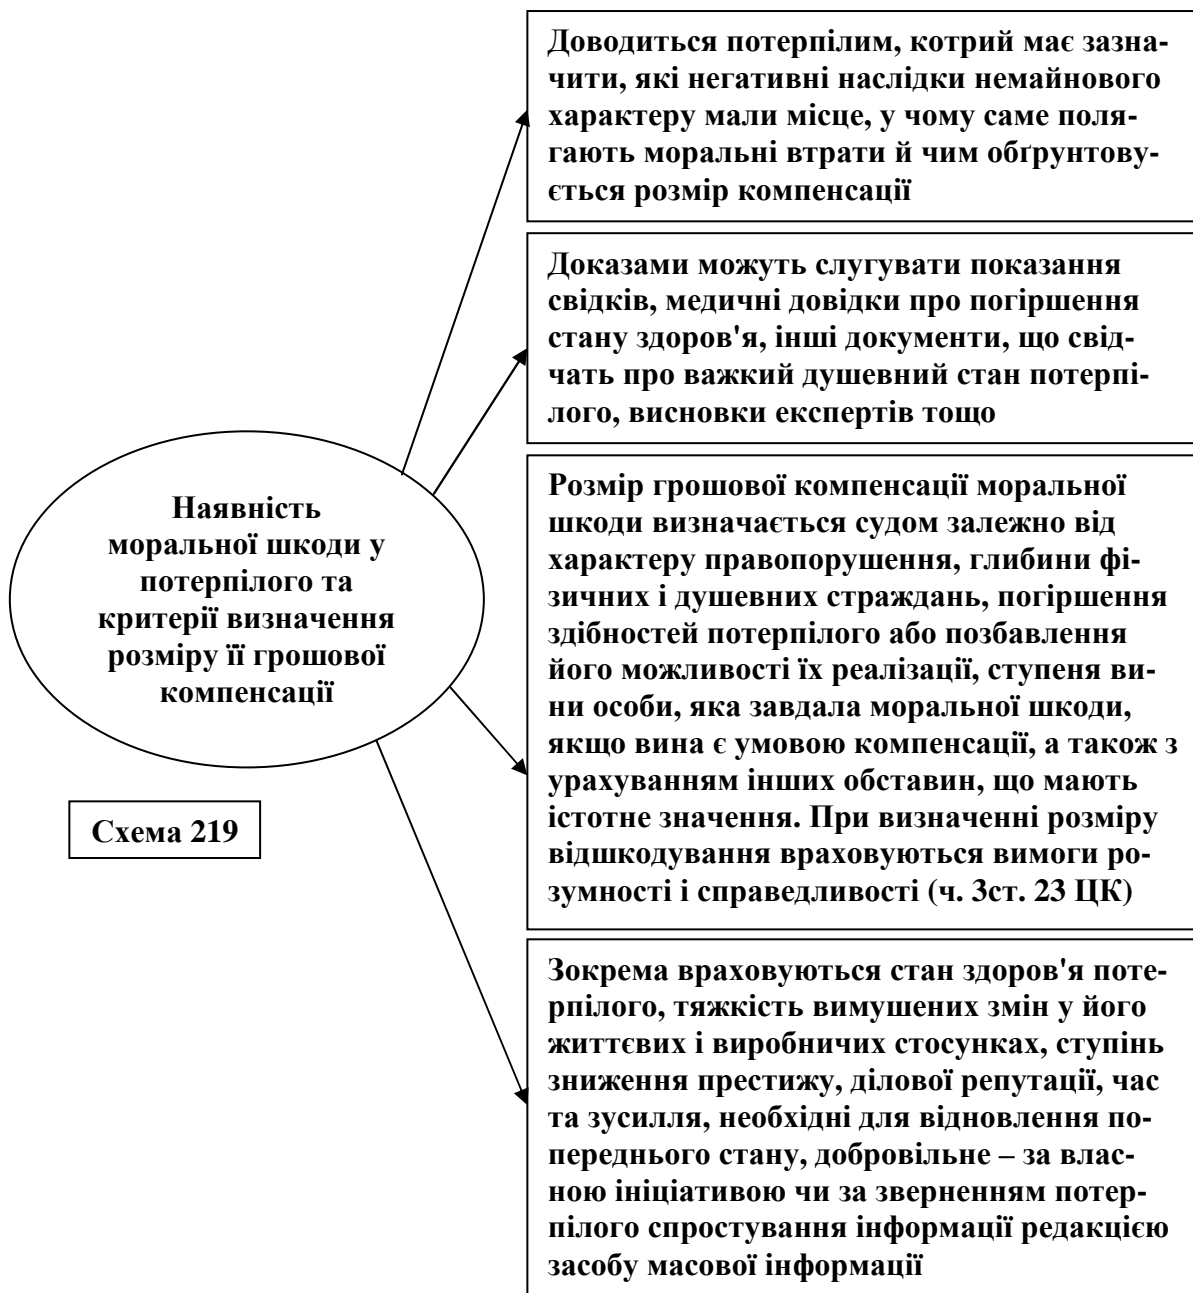 Доводиться потерпілим, котрий має зазна-
чити, які негативні наслідки немайнового
характеру мали місце, у чому саме поля-
гають моральні втрати й чим обґрунтову-
ється розмір компенсації
Доказами можуть слугувати показання
свідків, медичні довідки про погіршення
стану здоров'я, інші документи, що свід-
чать про важкий душевний стан потерпі-
лого, висновки експертів тощо
Наявність
моральної шкоди у
потерпілого та
критерії визначення
розміру її грошової
компенсації
Розмір грошової компенсації моральної
шкоди визначається судом залежно від
характеру правопорушення, глибини фі-
зичних і душевних страждань, погіршення
здібностей потерпілого або позбавлення
його можливості їх реалізації, ступеня ви-
ни особи, яка завдала моральної шкоди,
якщо вина є умовою компенсації, а також з
урахуванням інших обставин, що мають
істотне значення. При визначенні розміру
відшкодування враховуються вимоги ро-
зумності і справедливості (ч. 3ст. 23 ЦК)
Схема 219
Зокрема враховуються стан здоров'я поте-
рпілого, тяжкість вимушених змін у його
життєвих і виробничих стосунках, ступінь
зниження престижу, ділової репутації, час
та зусилля, необхідні для відновлення по-
переднього стану, добровільне – за влас-
ною ініціативою чи за зверненням потер-
пілого спростування інформації редакцією
засобу масової інформації